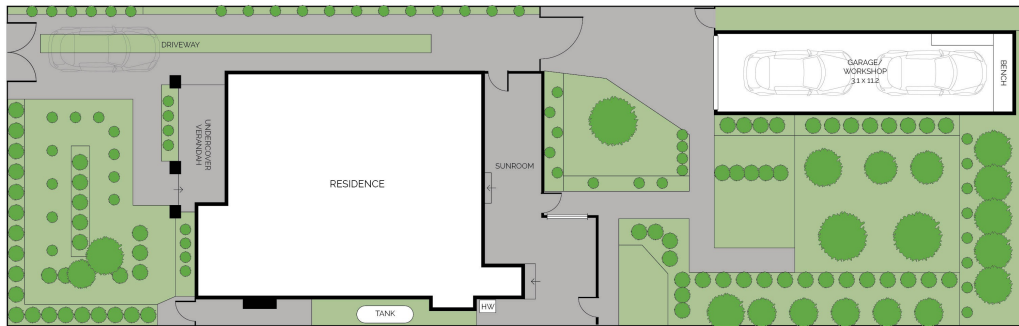 DRIVEWAY
GARAGE/
WORKSHOP
3.1 X 11.2
BENCH
UNDERCOVER
VERANDAH
SUNROOM
RESIDENCE
HW
TANK